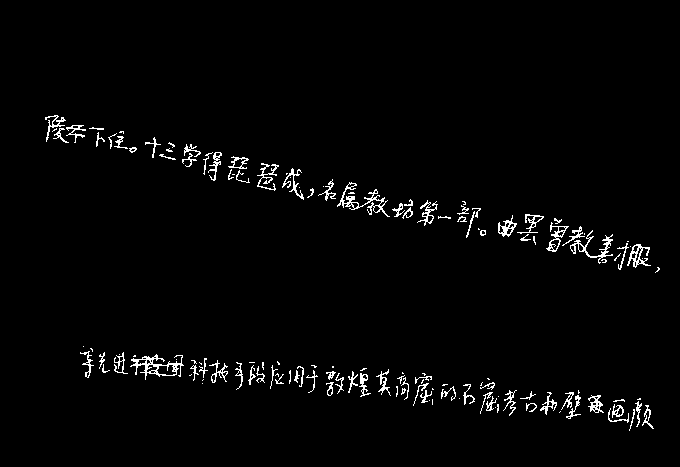 陵下住。十三学得琵琶成，名属教坊第一部。曲罢曾教善才服，
等先进科技手段应用于敦煌莫高窟的石窟考古和壁画颜